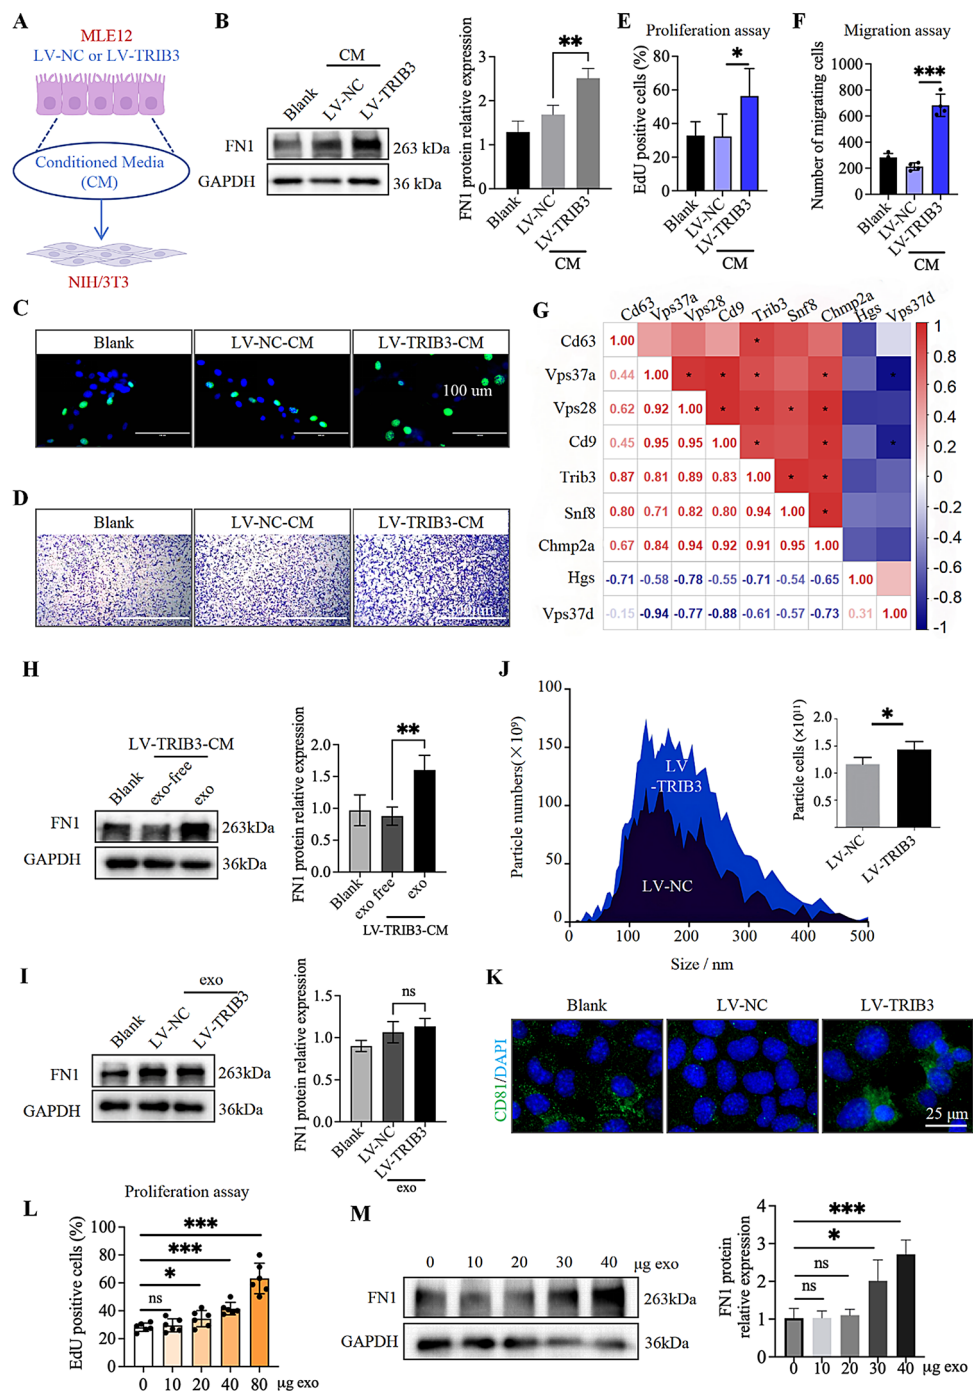 A
MLE12
LV-NC or LV-TRIB3
Conditioned Media
(CM)
NIH/3T3
B
CM
Blank
LV-NC
LV-TRIB3
FN1
263 kDa
GAPDH
36 kDa
FN1 protein relative expression
3
2
1
0
**
Blank
LV-NC
LV-TRIB3
CM
E
Proliferation assay
EdU positive cells (%)
80
60
40
20
0
*
Blank
LV-NC
LV-TRIB3
CM
F
Migration assay
Number of migrating cells
1000
800
600
400
200
0
***
Blank
LV-NC
LV-TRIB3
CM
C
Blank
LV-NC-CM
LV-TRIB3-CM
100 um
D
Blank
LV-NC-CM
LV-TRIB3-CM
G
Cd63 Vps37a Vps28 Cd9 Trib3 Snf8 Chmp2a Hgs Vps37d
Cd63 1.00 *
Vps37a 0.44 1.00 * * * * *
Vps28 0.62 0.92 1.00 * * * *
Cd9 0.45 0.95 0.95 1.00 * * *
Trib3 0.87 0.81 0.89 0.83 1.00 * *
Snf8 0.80 0.71 0.82 0.80 0.94 1.00 *
Chmp2a 0.67 0.84 0.94 0.92 0.91 0.95 1.00
Hgs -0.71 -0.58 -0.78 -0.55 -0.71 -0.54 -0.65 1.00
Vps37d -0.15 -0.94 -0.77 -0.88 -0.61 -0.57 -0.73 0.31 1.00
1
0.8
0.6
0.4
0.2
0
-0.2
-0.4
-0.6
-0.8
-1
H
LV-TRIB3-CM
Blank
exo-free
exo
FN1
263kDa
GAPDH
36kDa
FN1 protein relative expression
2.0
1.5
1.0
0.5
0.0
**
Blank
exo free
exo
LV-TRIB3-CM
J
Particle numbers(×10⁹)
150
100
50
0
100
LV
-TRIB3
LV-NC
0 100 200 300 400 500
Size / nm
Particle cells (×10¹¹)
2.0
1.5
1.0
0.5
*
LV-NC
LV-TRIB3
I
exo
Blank
LV-NC
LV-TRIB3
FN1
263kDa
GAPDH
36kDa
FN1 protein relative expression
1.5
1.0
0.5
0.0
ns
Blank
LV-NC
LV-TRIB3
exo
K
Blank
LV-NC
LV-TRIB3
CD81/DAPI
25 μm
L
Proliferation assay
EdU positive cells (%)
100
80
60
40
20
0
***
***
*
ns
0 10 20 40 80 μg exo
M
0 10 20 30 40 μg exo
FN1
263kDa
GAPDH
36kDa
FN1 protein
relative expression
4
3
2
1
0
***
*
ns
ns
0 10 20 30 40 μg exo